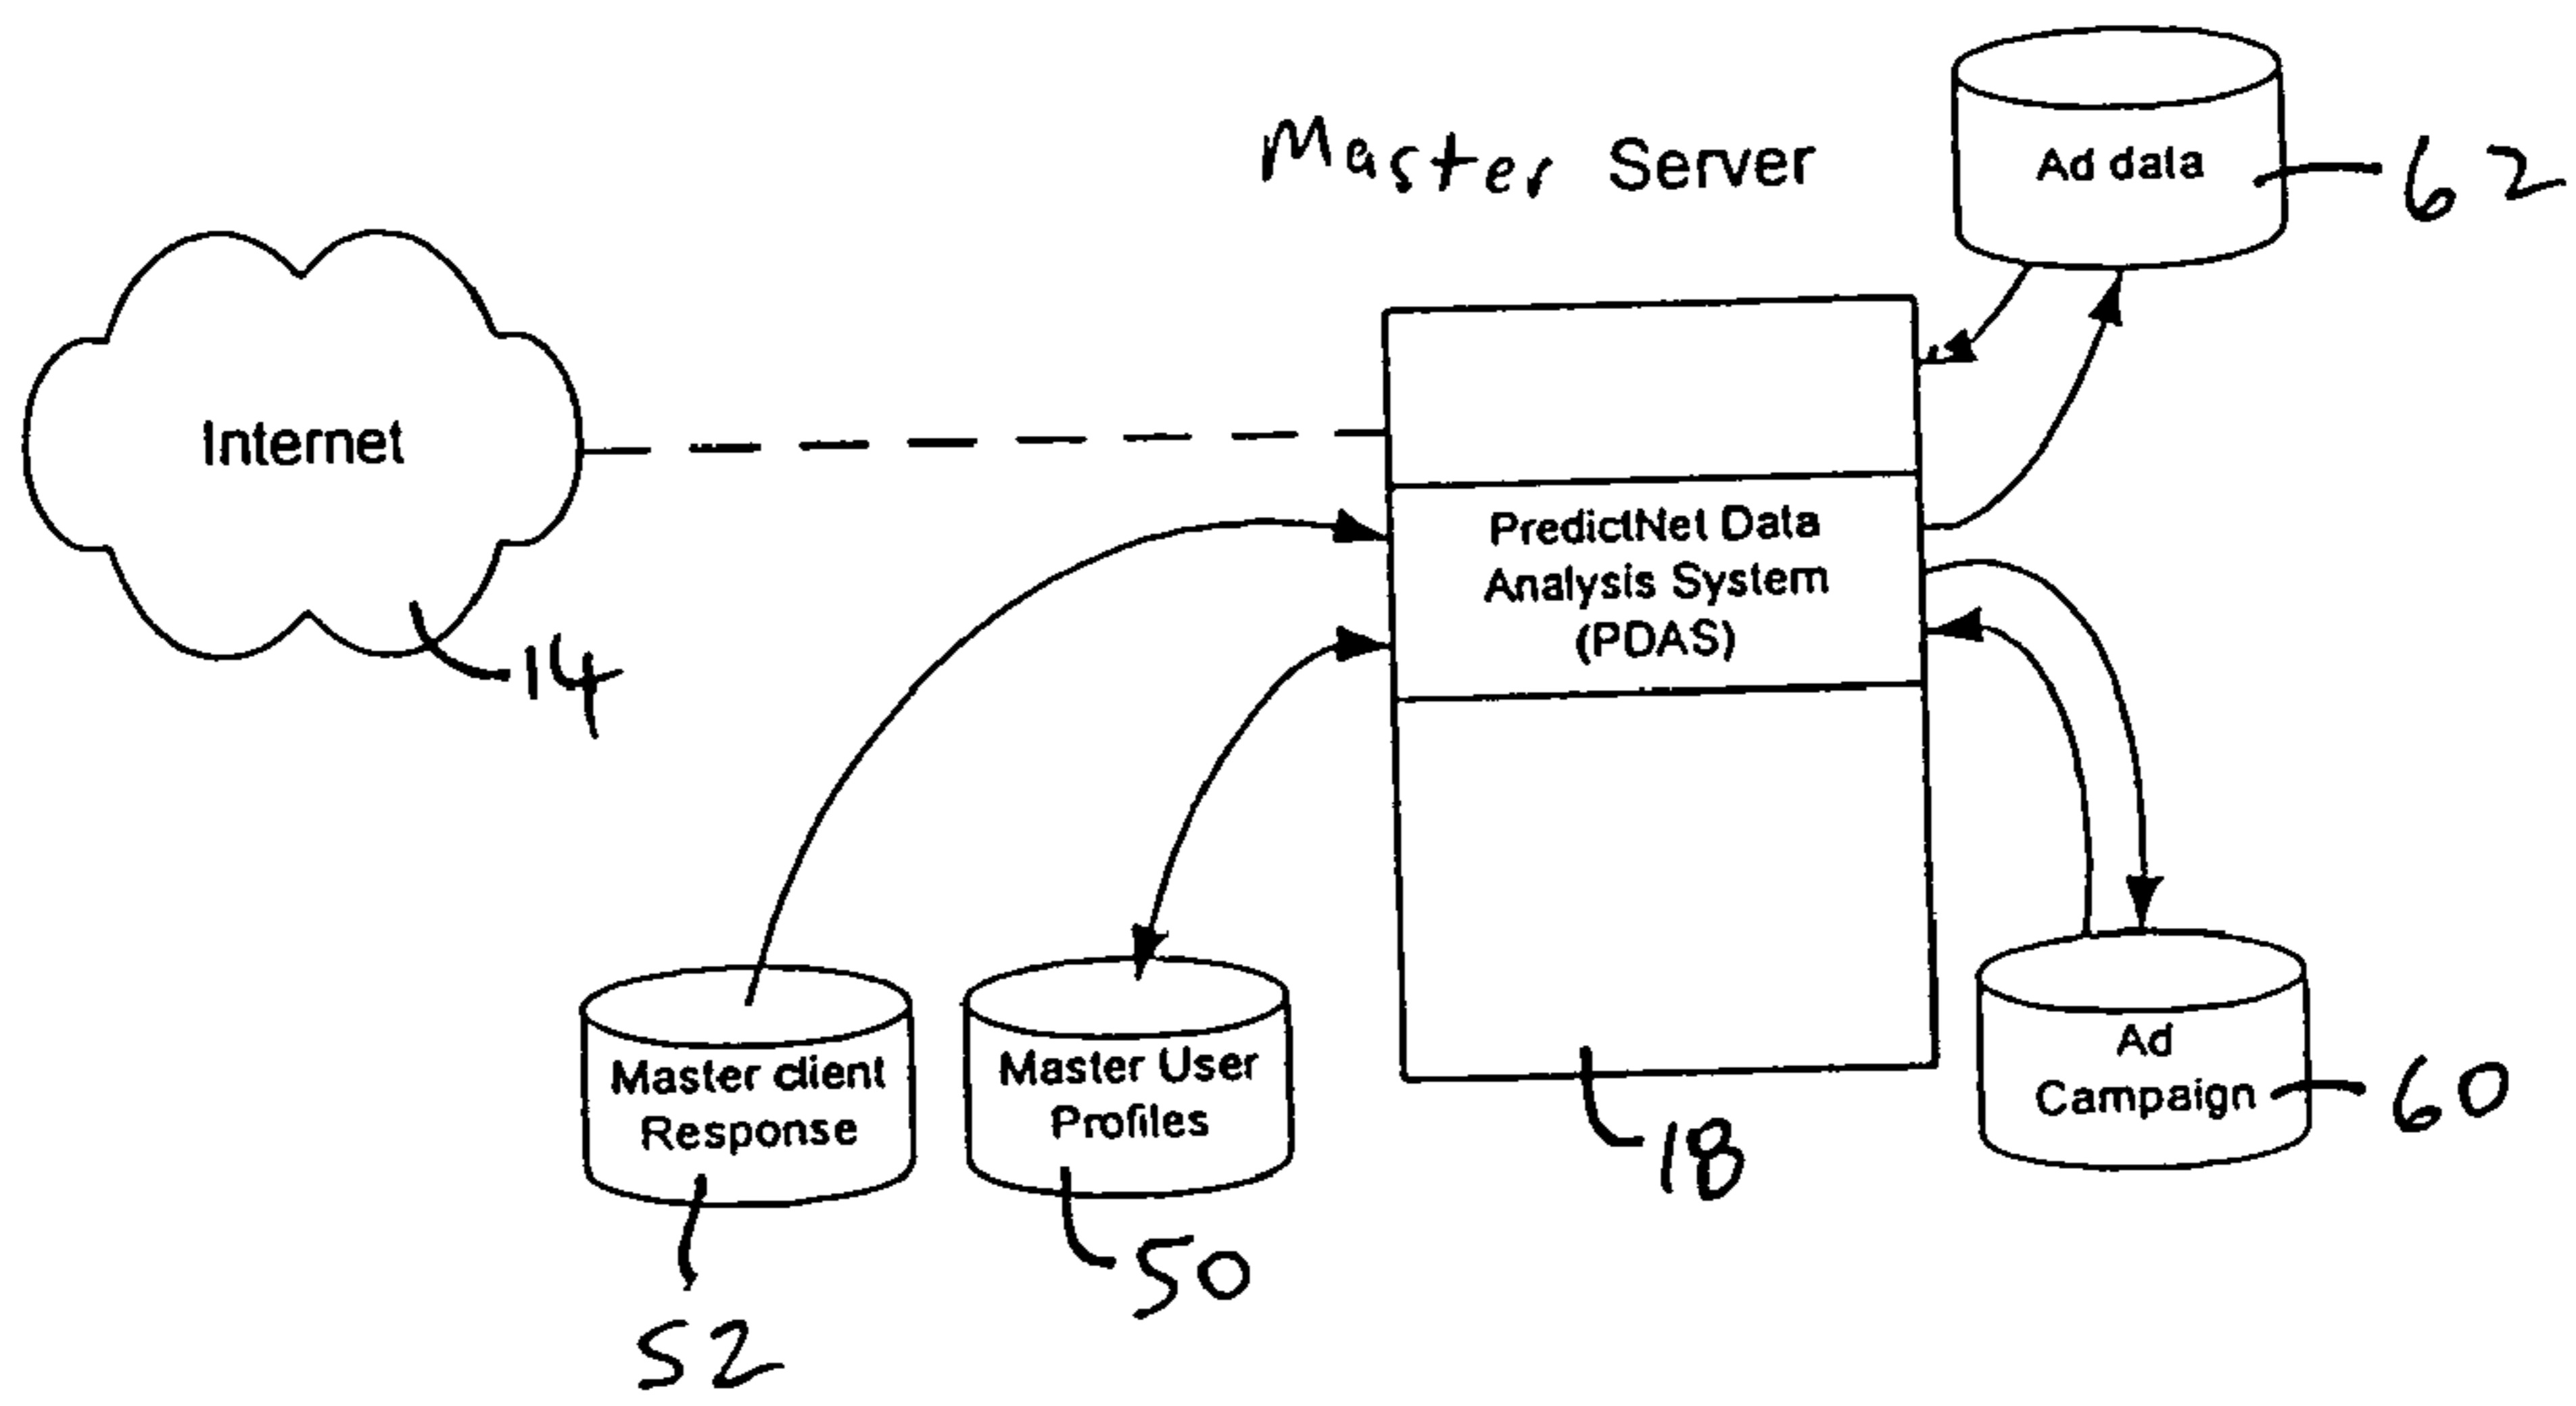 Master Server
Ad data
62
Internet
14
PredictNet Data
Analysis System
(PDAS)
Master client
Response
52
Master User
Profiles
50
18
Ad
Campaign
60